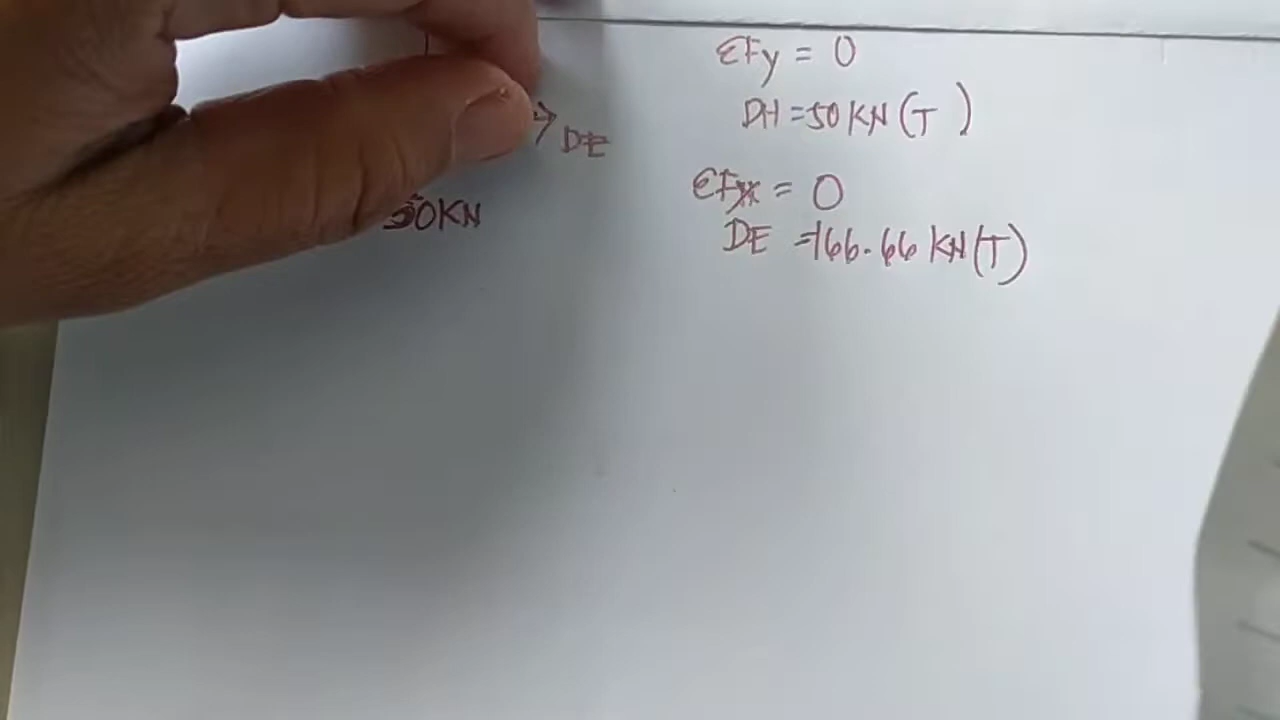 ΣFy = 0
DH = 50 KN (T)
DE
ΣFx = 0
50KN
DE = 166.66 KN (T)